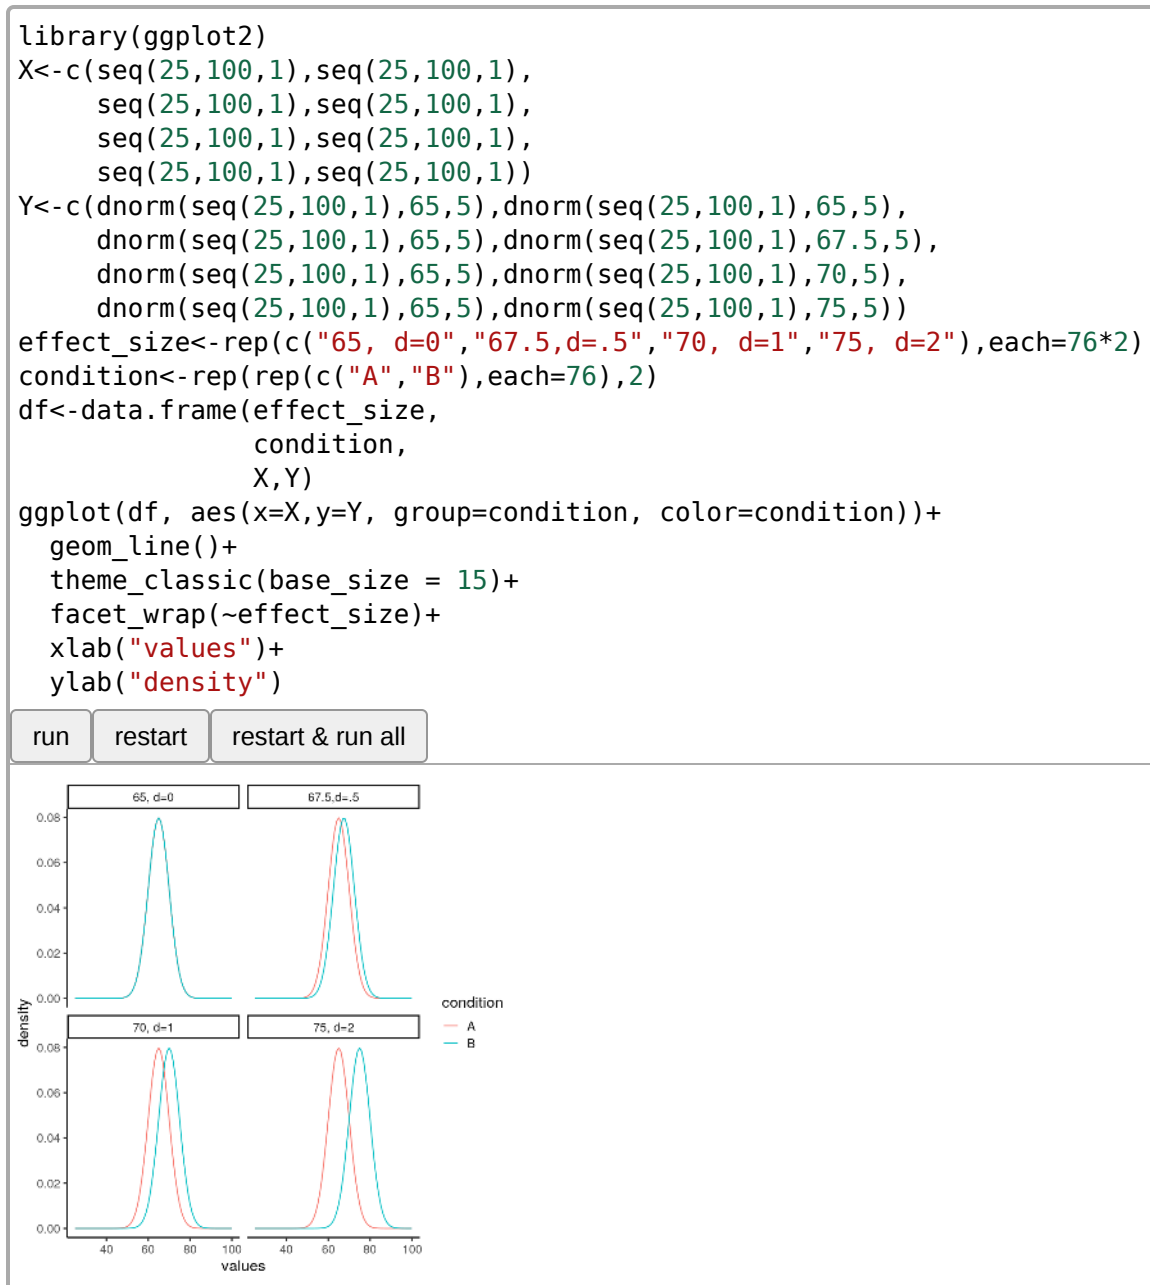 library(ggplot2)
X<-c(seq(25,100,1),seq(25,100,1),
     seq(25,100,1),seq(25,100,1),
     seq(25,100,1),seq(25,100,1),
     seq(25,100,1),seq(25,100,1))
Y<-c(dnorm(seq(25,100,1),65,5),dnorm(seq(25,100,1),65,5),
     dnorm(seq(25,100,1),65,5),dnorm(seq(25,100,1),67.5,5),
     dnorm(seq(25,100,1),65,5),dnorm(seq(25,100,1),70,5),
     dnorm(seq(25,100,1),65,5),dnorm(seq(25,100,1),75,5))
effect_size<-rep(c("65, d=0","67.5,d=.5","70, d=1","75, d=2"),each=76*2)
condition<-rep(rep(c("A","B"),each=76),2)
df<-data.frame(effect_size,
               condition,
               X,Y)
ggplot(df, aes(x=X,y=Y, group=condition, color=condition))+
  geom_line()+
  theme_classic(base_size = 15)+
  facet_wrap(~effect_size)+
  xlab("values")+
  ylab("density")
run restart restart & run all
65, d=0 67.5,d=.5
0.08
0.06
0.04
0.02
0.00
density
condition
A
B
70, d=1 75, d=2
0.08
0.06
0.04
0.02
0.00
40 60 80 100 40 60 80 100
values